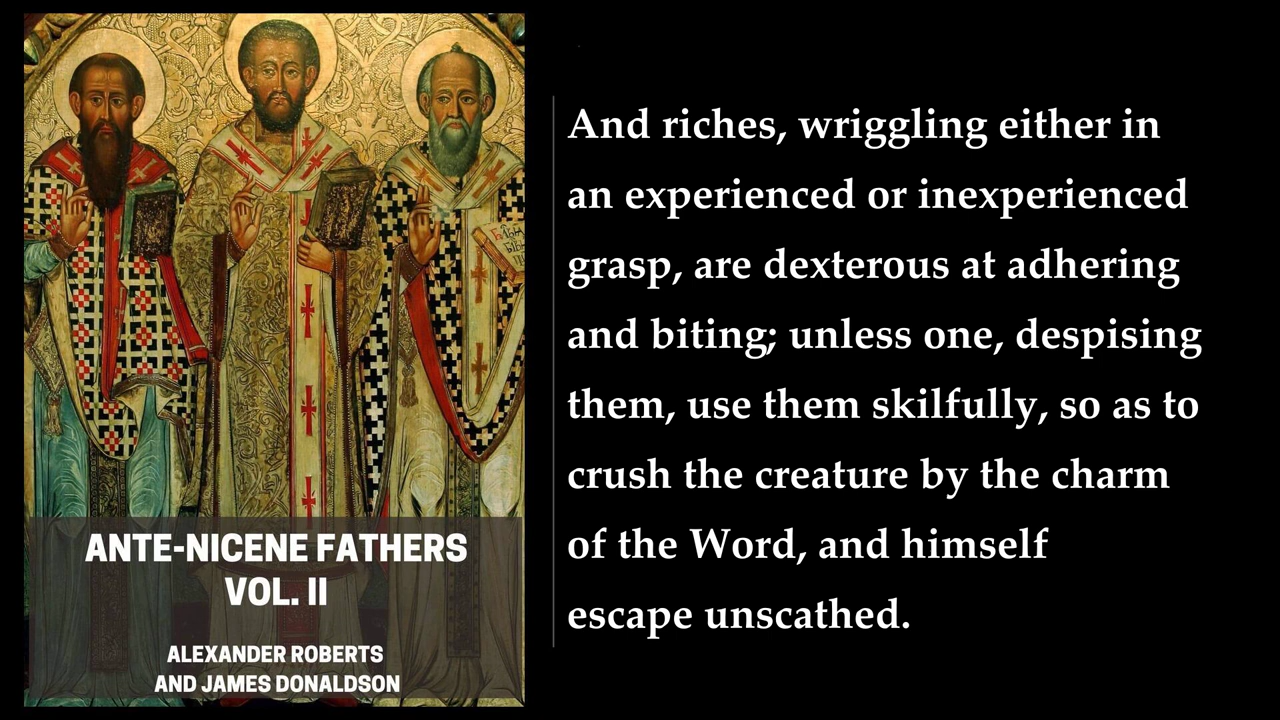 ANTE-NICENE FATHERS
VOL. II
ALEXANDER ROBERTS
AND JAMES DONALDSON
And riches, wriggling either in
an experienced or inexperienced
grasp, are dexterous at adhering
and biting; unless one, despising
them, use them skilfully, so as to
crush the creature by the charm
of the Word, and himself
escape unscathed.